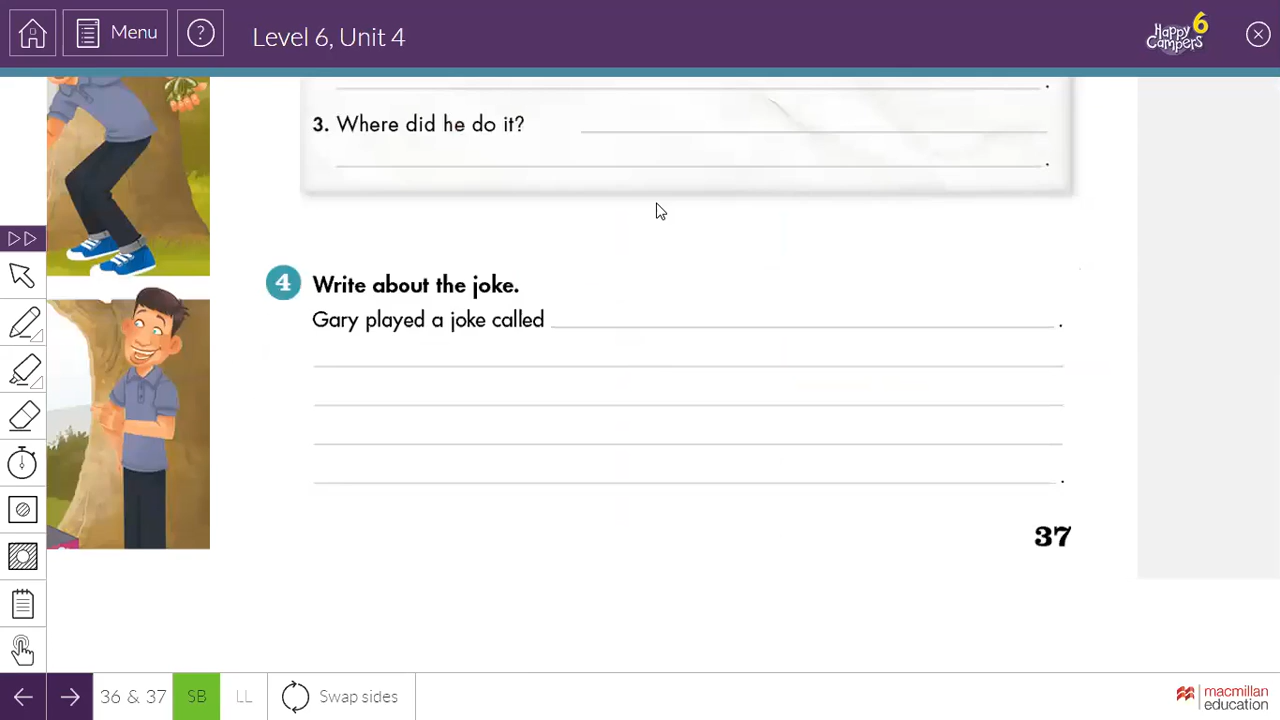 Menu
?
Level 6, Unit 4
Happy Campers 6
.
3. Where did he do it?
.
4 Write about the joke.
Gary played a joke called .
.
37
36 & 37
SB
LL
Swap sides
macmillan
education